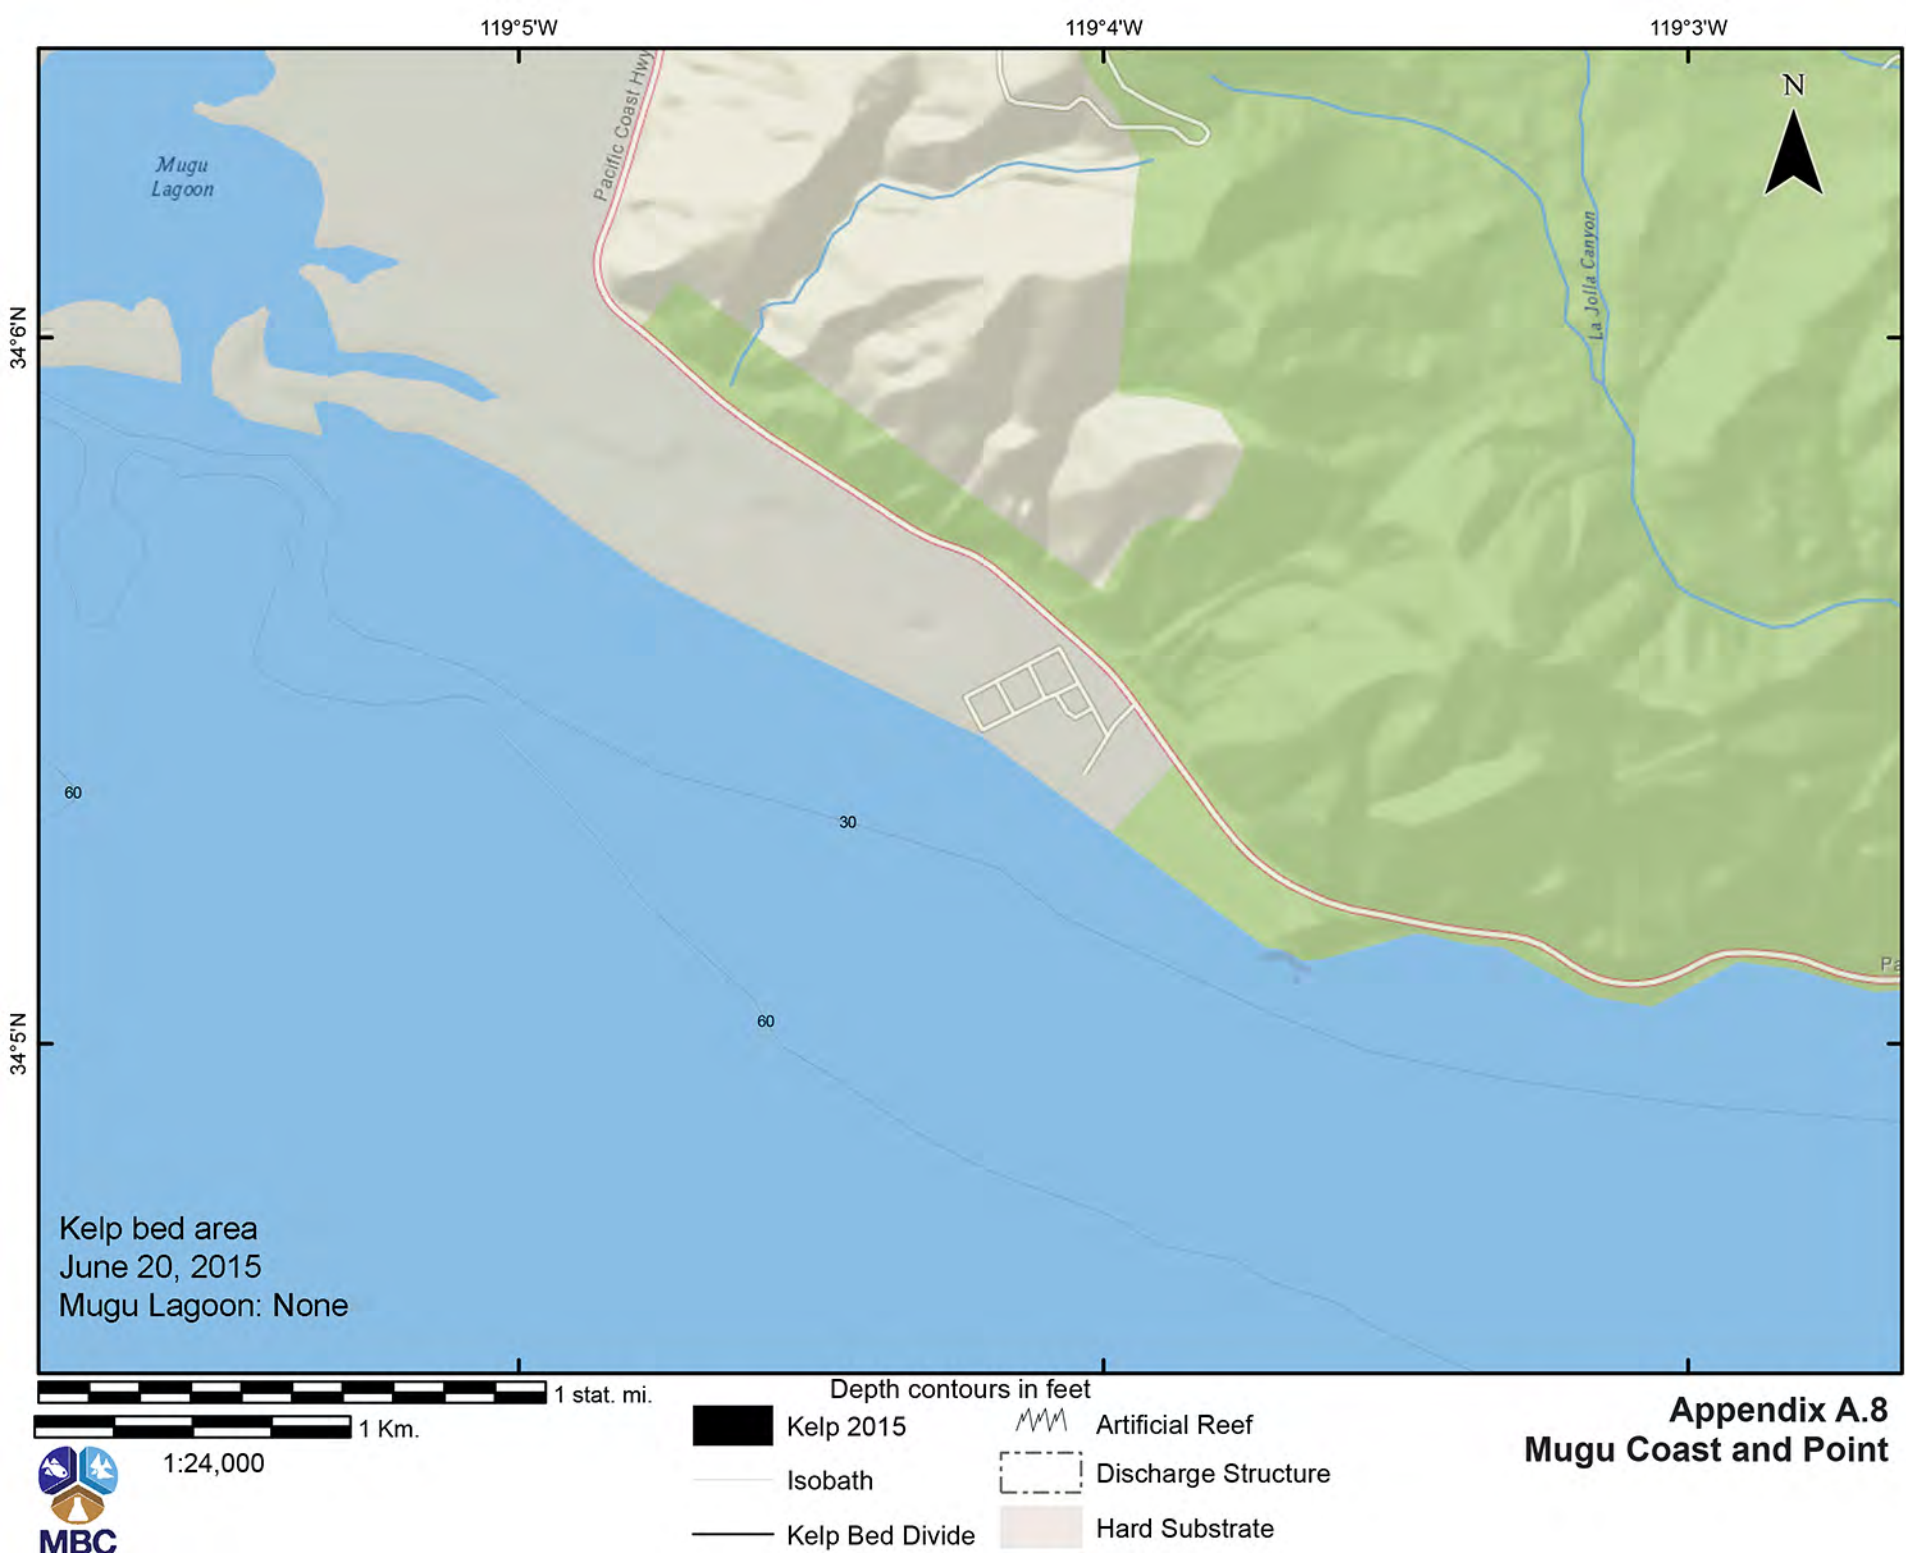 119°5'W
119°4'W
119°3'W
N
Pacific Coast Hwy
Mugu
Lagoon
La Jolla Canyon
34°6'N
60
30
Pa
60
34°5'N
Kelp bed area
June 20, 2015
Mugu Lagoon: None
1 stat. mi.
1 Km.
1:24,000
MBC
Depth contours in feet
Kelp 2015
Isobath
Kelp Bed Divide
Artificial Reef
Discharge Structure
Hard Substrate
Appendix A.8
Mugu Coast and Point